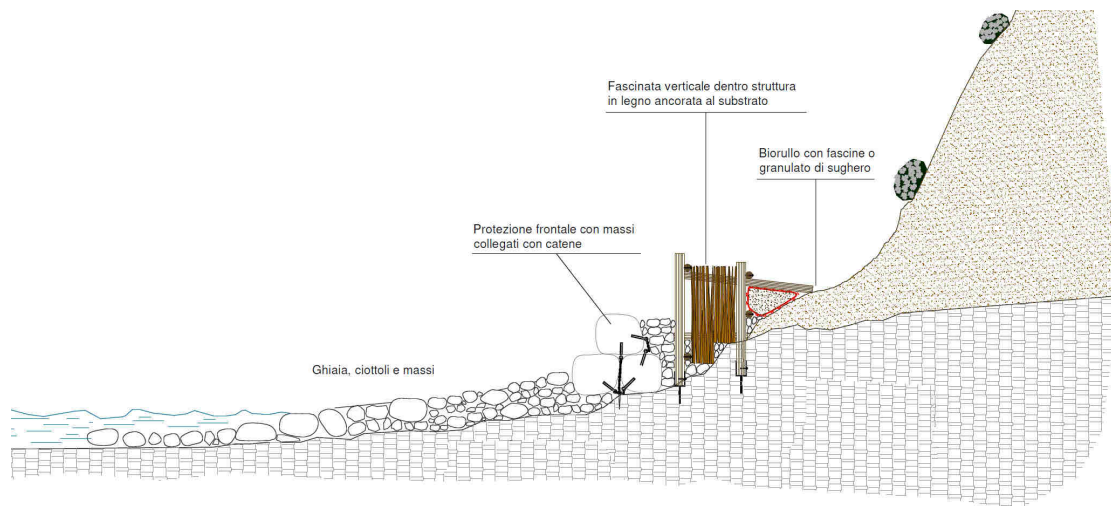 Fascinata verticale dentro struttura
in legno ancorata al substrato
Biorullo con fascine o
granulato di sughero
Protezione frontale con massi
collegati con catene
Ghiaia, ciottoli e massi